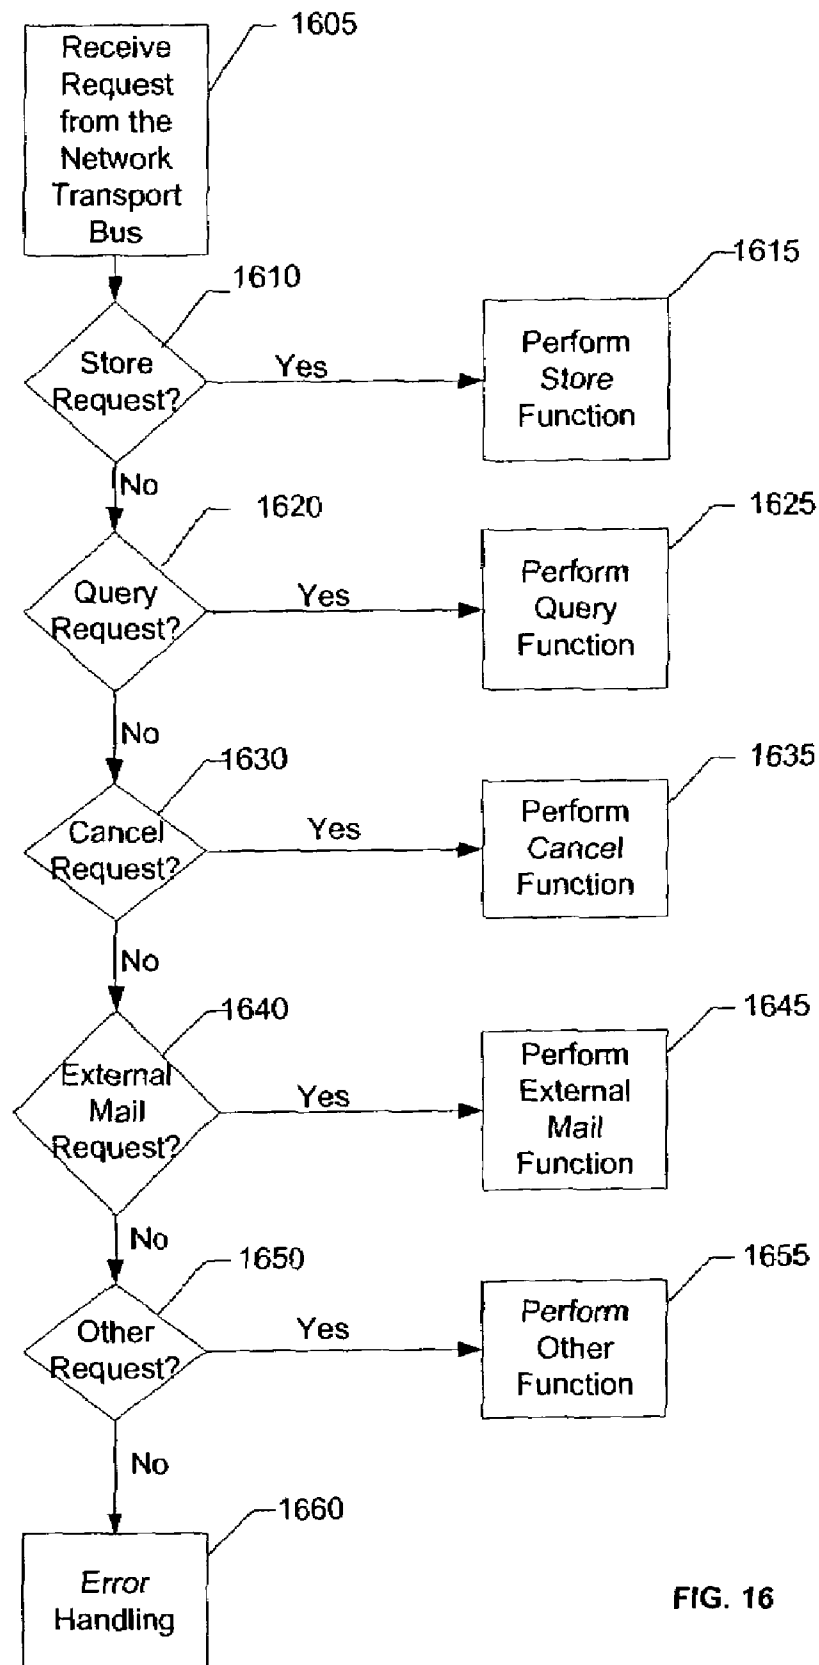 1605
Receive
Request
from the
Network
Transport
Bus
1610
Store
Request?
Yes
1615
Perform
Store
Function
No
1620
Query
Request?
Yes
1625
Perform
Query
Function
No
1630
Cancel
Request?
Yes
1635
Perform
Cancel
Function
No
1640
External
Mail
Request?
Yes
1645
Perform
External
Mail
Function
No
1650
Other
Request?
Yes
1655
Perform
Other
Function
No
1660
Error
Handling
FIG. 16